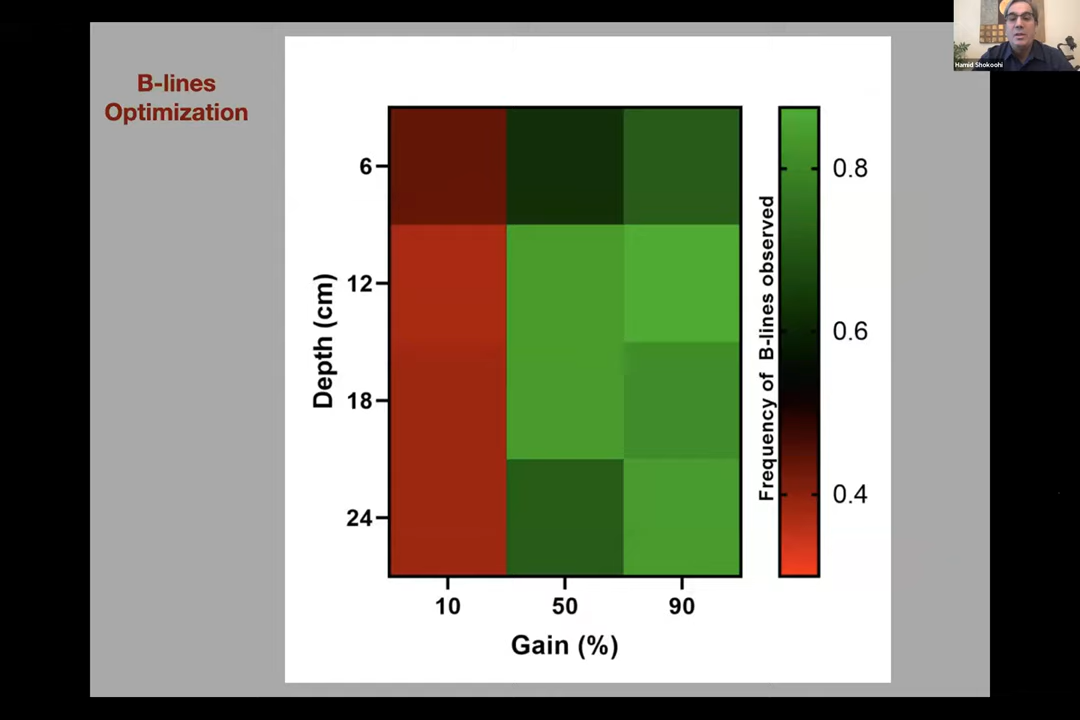 B-lines
Optimization
Depth (cm)
6
12
18
24
10
50
90
Gain (%)
Frequency of B-lines observed
0.8
0.6
0.4
Hamid Shokoohi